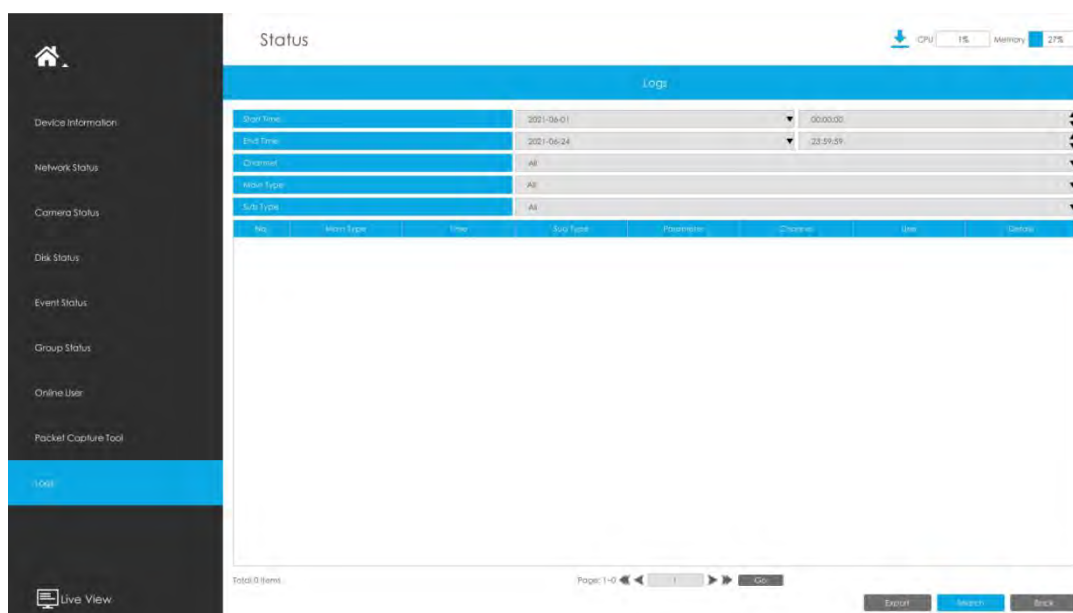 Status
CPU 1% Memory 27%
Logs
Device Information
Network Status
Camera Status
Disk Status
Event Status
Group Status
Online User
Packet Capture Tool
Logs
Live View
Start Time 2021-06-01 00:00:00
End Time 2021-06-24 23:59:59
Channel All
Main Type All
Sub Type All
No. Main Type Time Sub Type Parameter Channel User Details
Total:0 items Page: 1-0 1 Go
Export Search Back